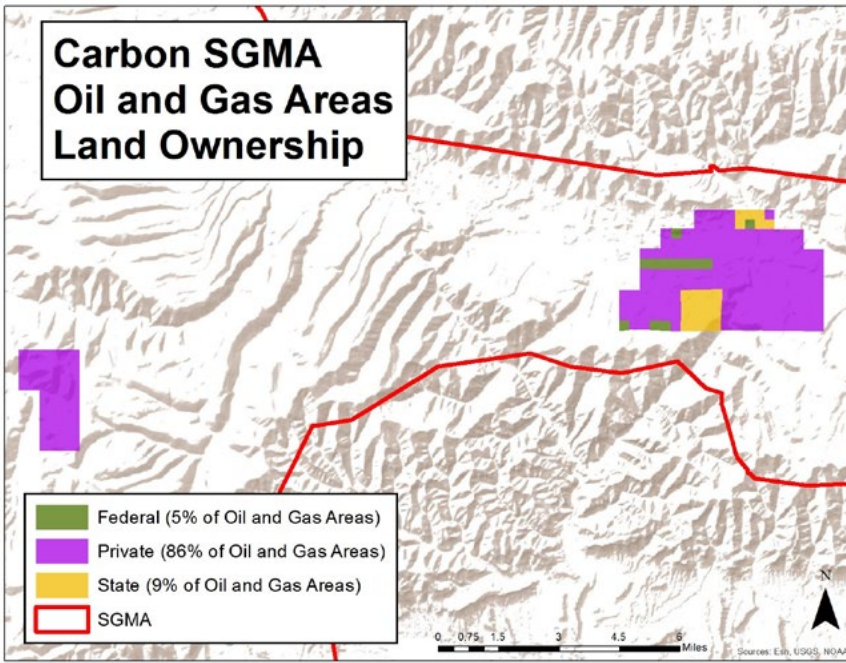 Carbon SGMA
Oil and Gas Areas
Land Ownership
Federal (5% of Oil and Gas Areas)
Private (86% of Oil and Gas Areas)
State (9% of Oil and Gas Areas)
SGMA
N
0 0.75 1.5 3 4.5 6
Miles
Sources: Esri, USGS, NOAA